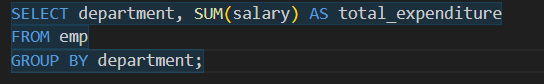 SELECT department, SUM(salary) AS total_expenditure
FROM emp
GROUP BY department;